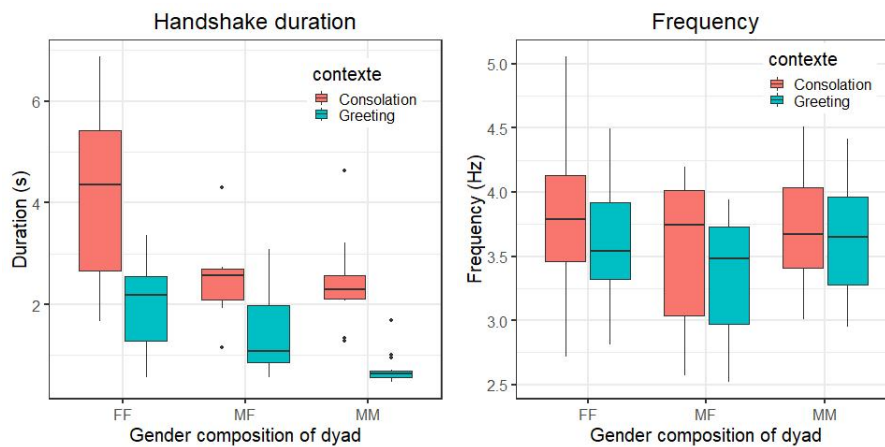 Handshake duration
Duration (s)
6
4
2
contexte
Consolation
Greeting
FF
MF
MM
Gender composition of dyad
Frequency
Frequency (Hz)
5.0
4.5
4.0
3.5
3.0
2.5
contexte
Consolation
Greeting
FF
MF
MM
Gender composition of dyad